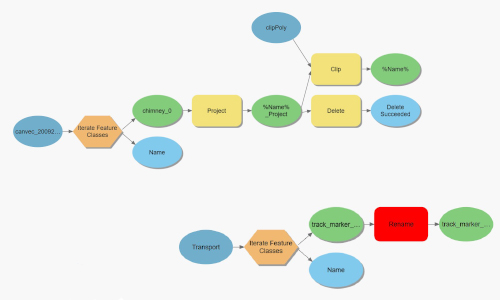 clipPoly
Clip
%Name%
chimney_0
Project
%Name%
_Project
Delete
Delete
Succeeded
canvec_20092...
Iterate Feature
Classes
Name
Transport
Iterate Feature
Classes
track_marker_...
Rename
track_marker_...
Name